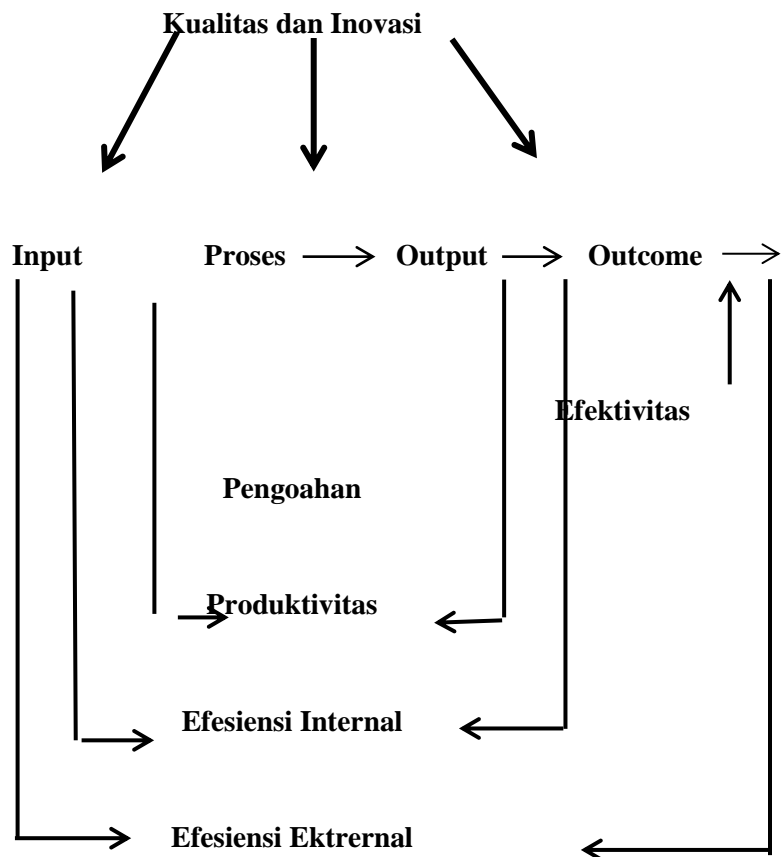 Kualitas dan Inovasi
Input Proses Output Outcome
Efektivitas
Pengoahan
Produktivitas
Efesiensi Internal
Efesiensi Ektrernal